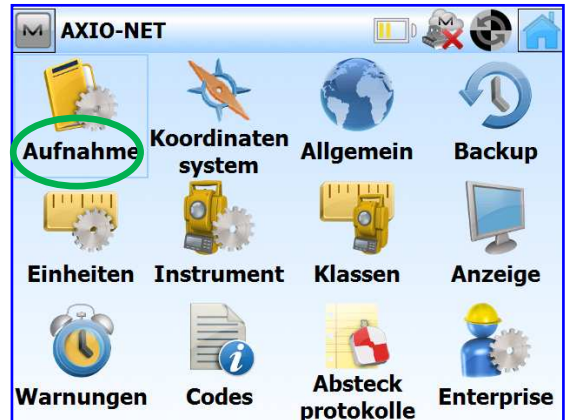 AXIO-NET
Aufnahme
Koordinaten
system
Allgemein
Backup
Einheiten
Instrument
Klassen
Anzeige
Warnungen
Codes
Absteck
protokolle
Enterprise